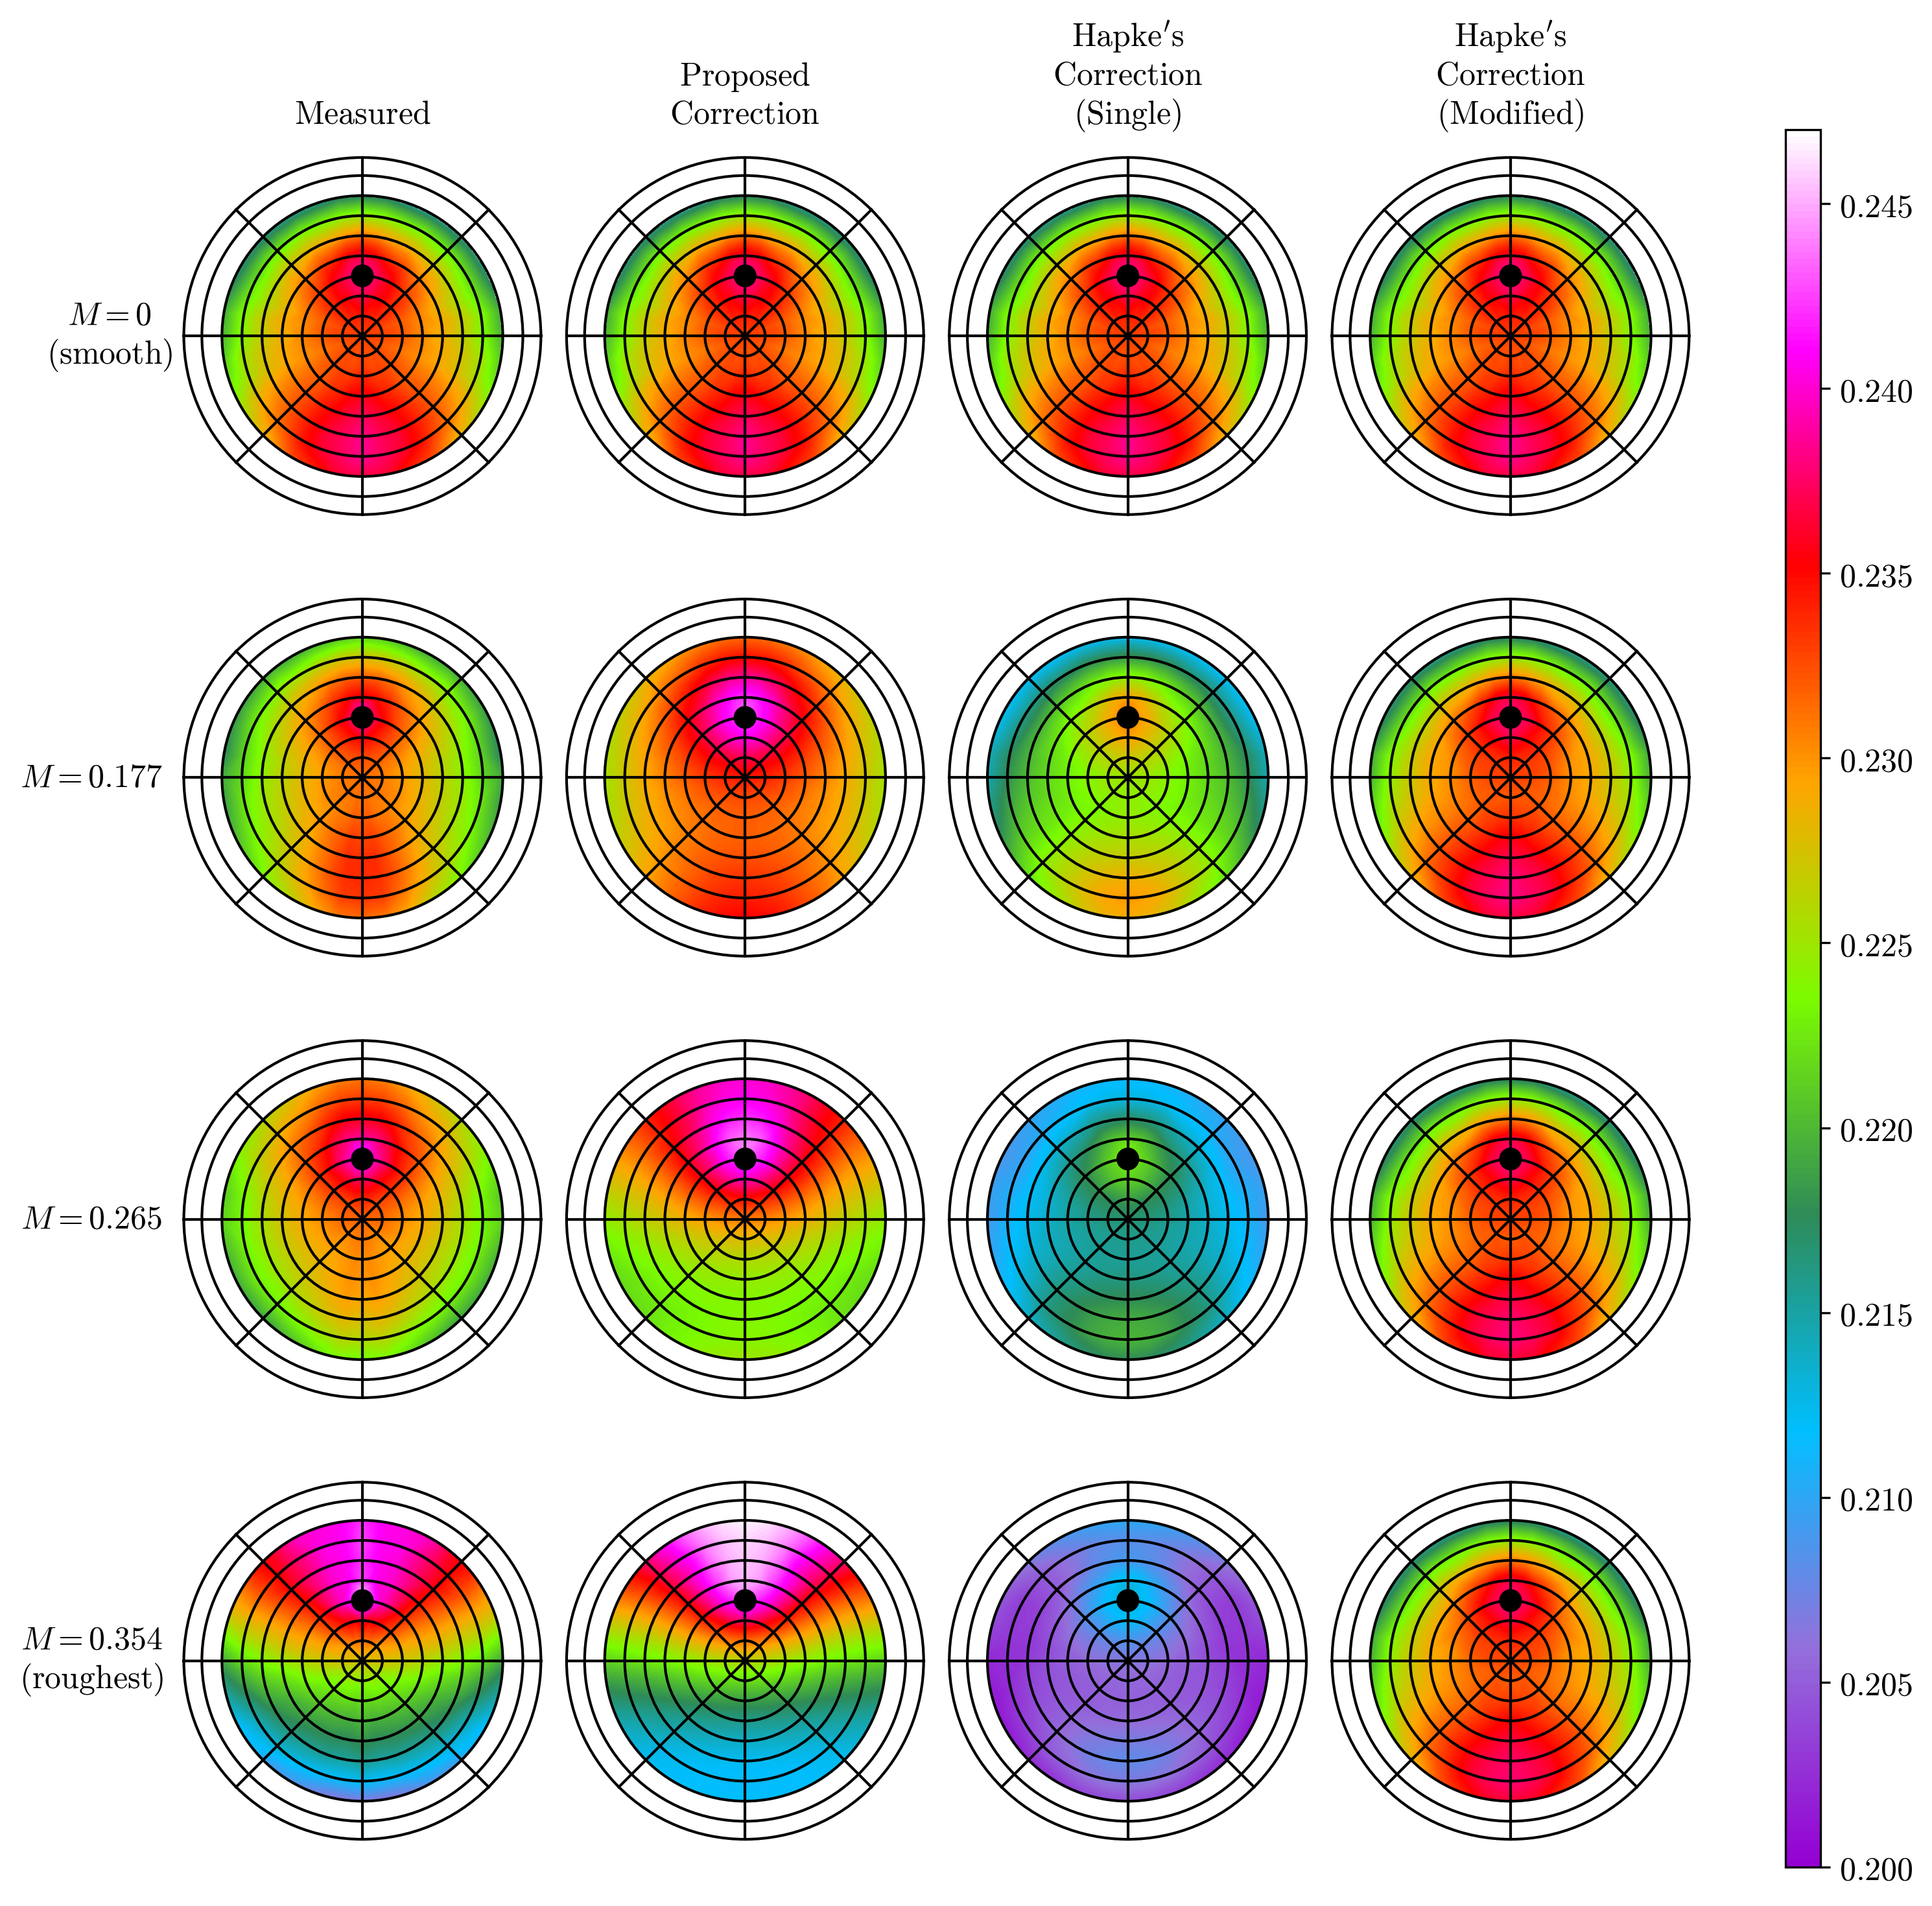 Measured
Proposed
Correction
Hapke′s
Correction
(Single)
Hapke′s
Correction
(Modified)
M = 0
(smooth)
M = 0.177
M = 0.265
M = 0.354
(roughest)
0.245
0.240
0.235
0.230
0.225
0.220
0.215
0.210
0.205
0.200